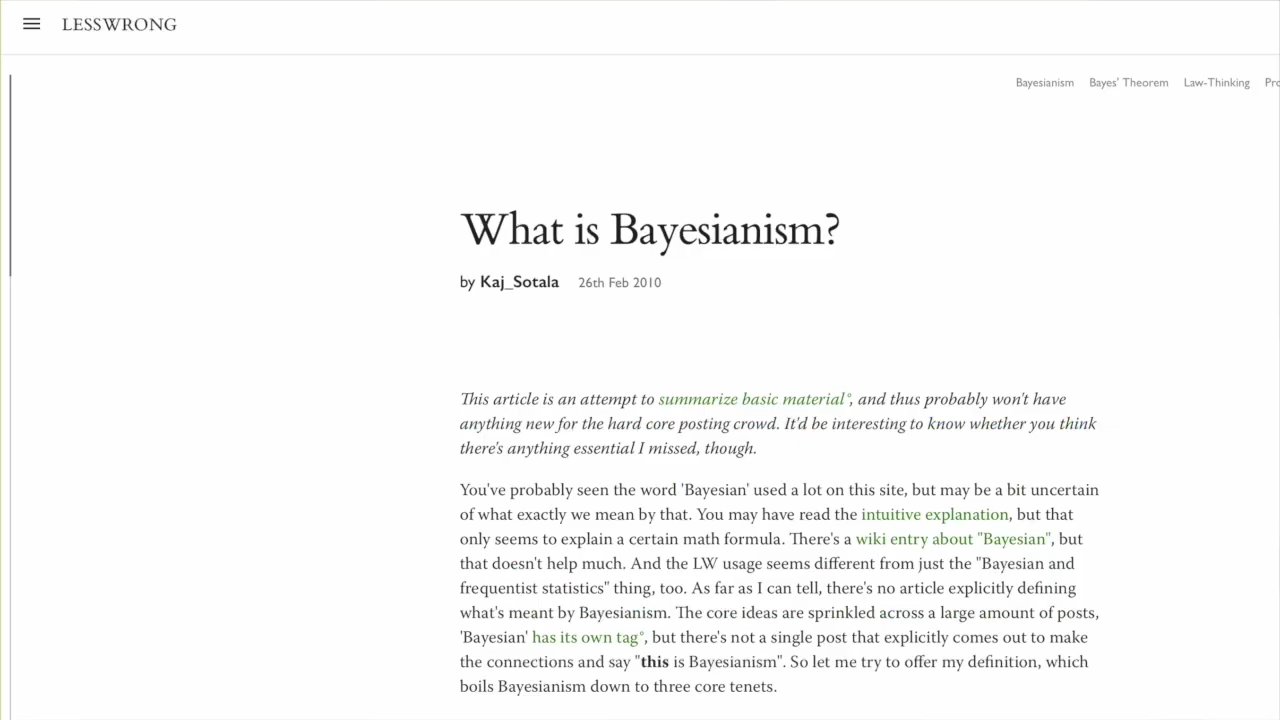 LESSWRONG
Bayesianism Bayes' Theorem Law-Thinking Pro
What is Bayesianism?
by Kaj_Sotala 26th Feb 2010
This article is an attempt to summarize basic material°, and thus probably won't have
anything new for the hard core posting crowd. It'd be interesting to know whether you think
there's anything essential I missed, though.
You've probably seen the word 'Bayesian' used a lot on this site, but may be a bit uncertain
of what exactly we mean by that. You may have read the intuitive explanation, but that
only seems to explain a certain math formula. There's a wiki entry about "Bayesian", but
that doesn't help much. And the LW usage seems different from just the "Bayesian and
frequentist statistics" thing, too. As far as I can tell, there's no article explicitly defining
what's meant by Bayesianism. The core ideas are sprinkled across a large amount of posts,
'Bayesian' has its own tag°, but there's not a single post that explicitly comes out to make
the connections and say "this is Bayesianism". So let me try to offer my definition, which
boils Bayesianism down to three core tenets.